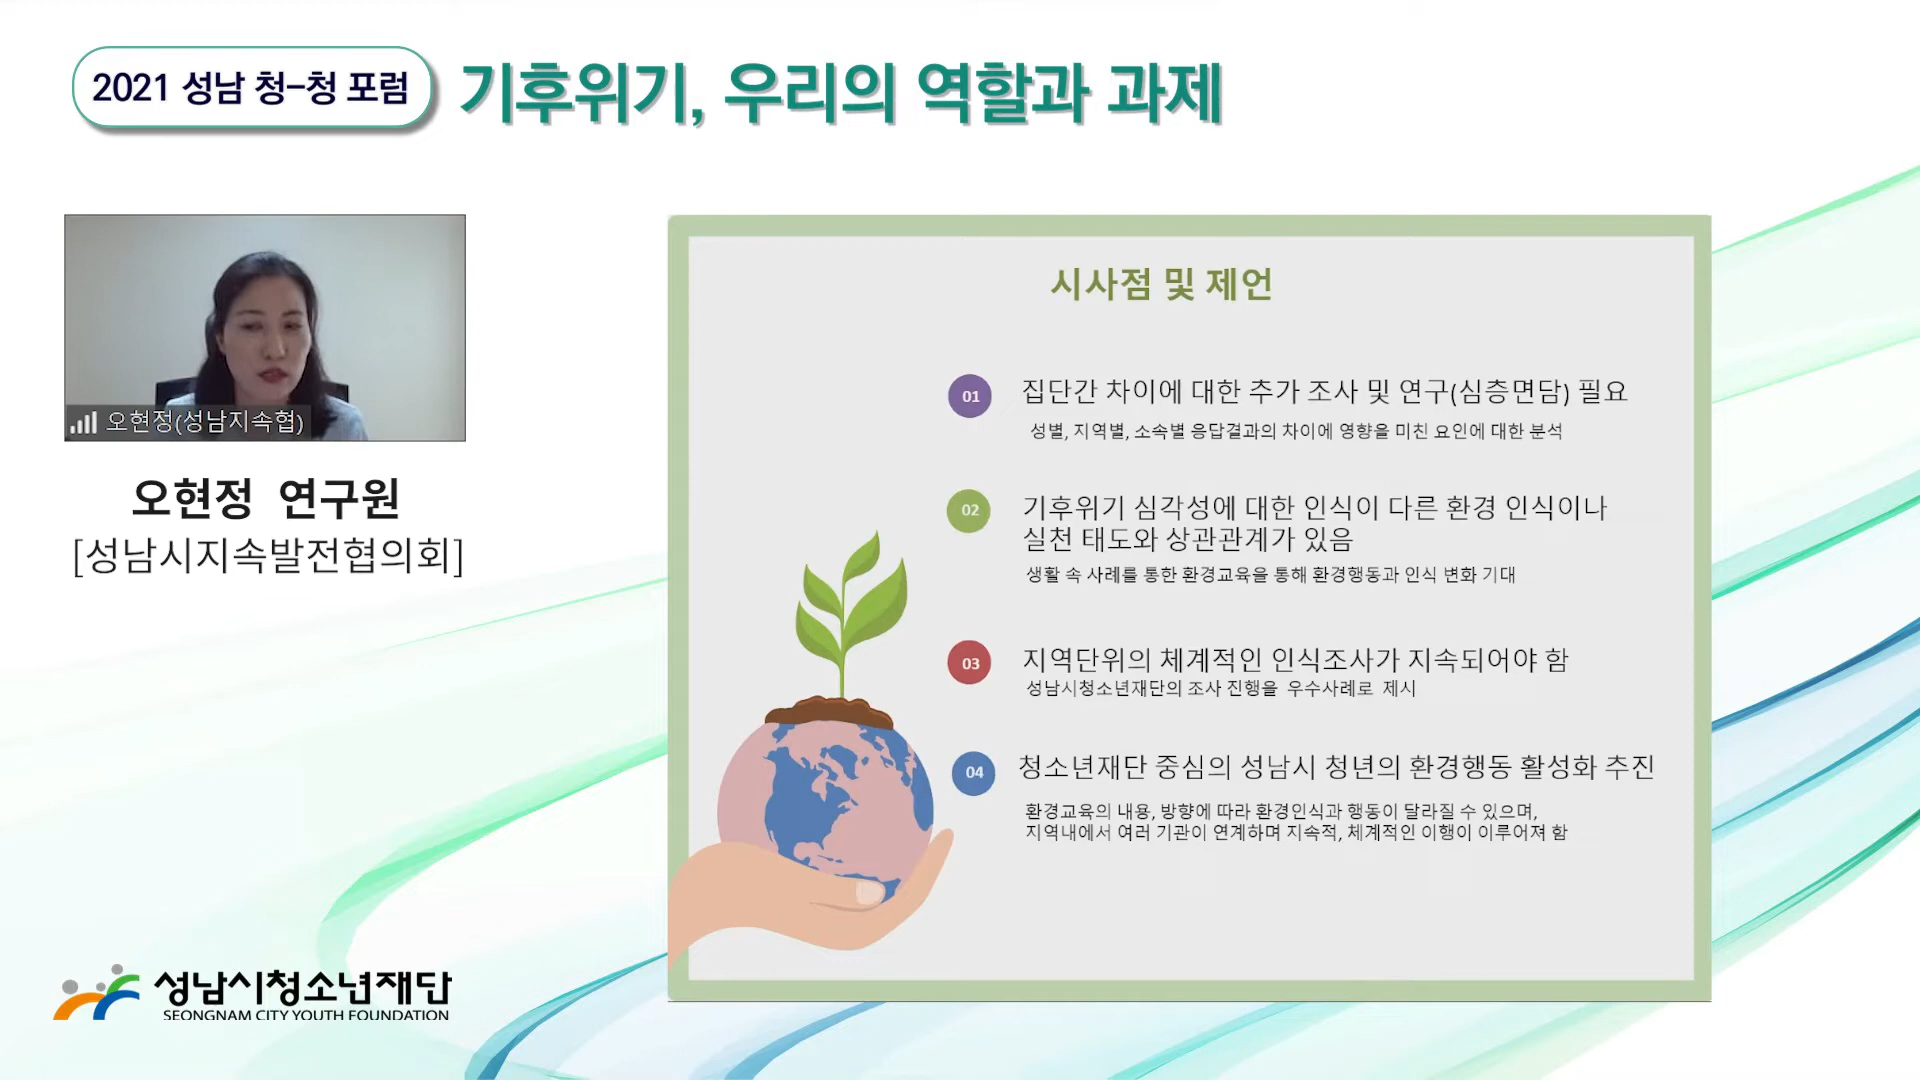 2021 성남 청-청 포럼
기후위기, 우리의 역할과 과제
오현정(성남지속협)
오현정 연구원
[성남시지속발전협의회]
시사점 및 제언
01
집단간 차이에 대한 추가 조사 및 연구(심층면담) 필요
성별, 지역별, 소속별 응답결과의 차이에 영향을 미친 요인에 대한 분석
02
기후위기 심각성에 대한 인식이 다른 환경 인식이나
실천 태도와 상관관계가 있음
생활 속 사례를 통한 환경교육을 통해 환경행동과 인식 변화 기대
03
지역단위의 체계적인 인식조사가 지속되어야 함
성남시청소년재단의 조사 진행을 우수사례로 제시
04
청소년재단 중심의 성남시 청년의 환경행동 활성화 추진
환경교육의 내용, 방향에 따라 환경인식과 행동이 달라질 수 있으며,
지역내에서 여러 기관이 연계하며 지속적, 체계적인 이행이 이루어져 함
성남시청소년재단
SEONGNAM CITY YOUTH FOUNDATION